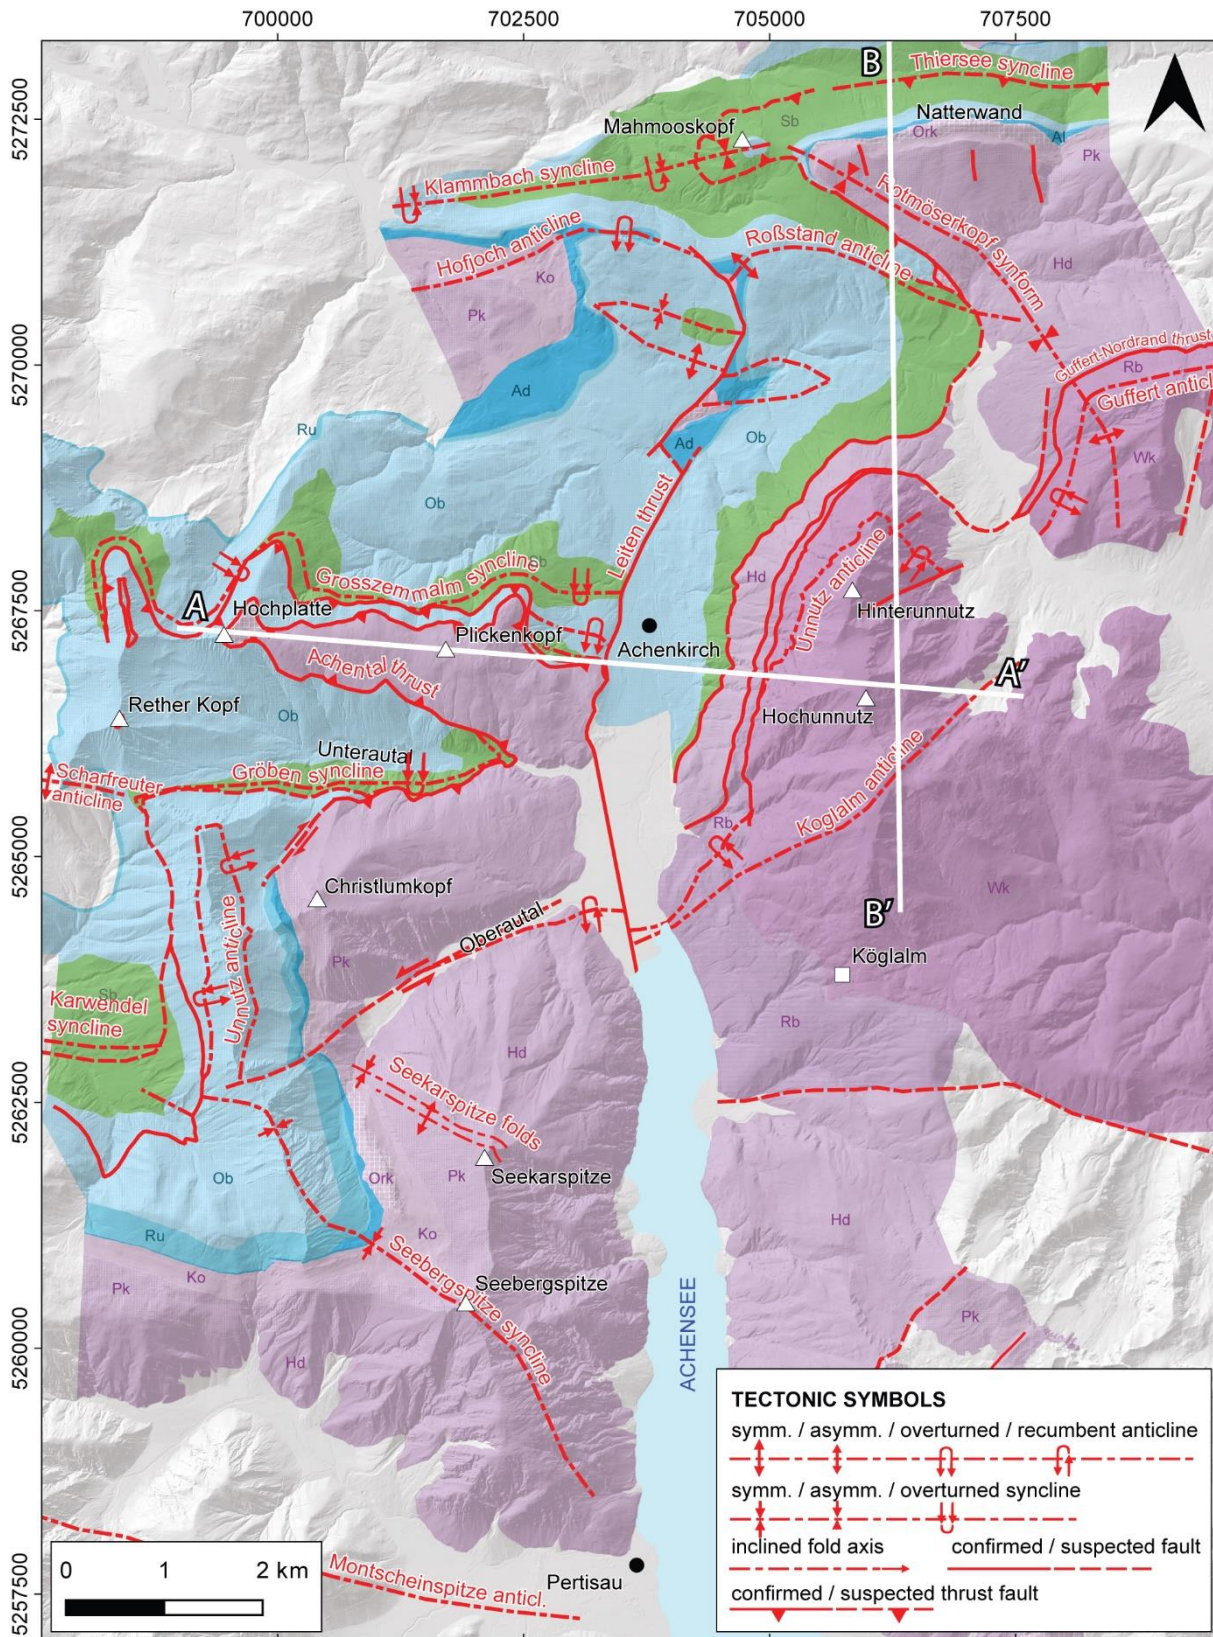 700000
702500
705000
707500
5272500
5270000
5267500
5265000
5262500
5260000
5257500
B
Thiersee syncline
Natterwand
Mahmooskopf
Sb
Ork
Al
Pk
Klammbach syncline
Rotmöserkopf synform
Hofjoch anticline
Roßstand anticline
Ko
Hd
Pk
Guffert-Nordrand thrust
Rb
Guffert anticl
Ad
Ru
Ad
Ob
Wk
Ob
Leiten thrust
Grosszemmalm syncline
Sb
Hd
Unnutz anticline
A
Hochplatte
Hinterunnutz
Plickenkopf
Achenkirch
Achental thrust
A'
Rether Kopf
Ob
Hochunnutz
Unterautal
Scharfreuter
anticline
Gröben syncline
Koglalm anticline
Rb
Christlumkopf
Wk
Oberautal
B'
Unnutz anticline
Pk
Köglalm
Sb
Karwendel
syncline
Hd
Rb
Seekarspitze folds
Ob
Ork
Pk
Seekarspitze
Hd
Ru
Ko
Pk
Ko
Seebergspitze
Seebergspitze syncline
Hd
Pk
ACHENSEE
TECTONIC SYMBOLS
symm. / asymm. / overturned / recumbent anticline
symm. / asymm. / overturned syncline
inclined fold axis
confirmed / suspected fault
confirmed / suspected thrust fault
0 1 2 km
Montscheinspitze anticl.
Pertisau